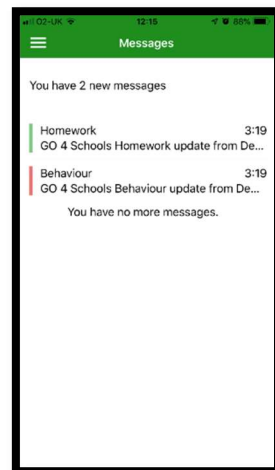 O2-UK 12:15 88%
Messages
You have 2 new messages
Homework 3:19
GO 4 Schools Homework update from De...
Behaviour 3:19
GO 4 Schools Behaviour update from De...
You have no more messages.